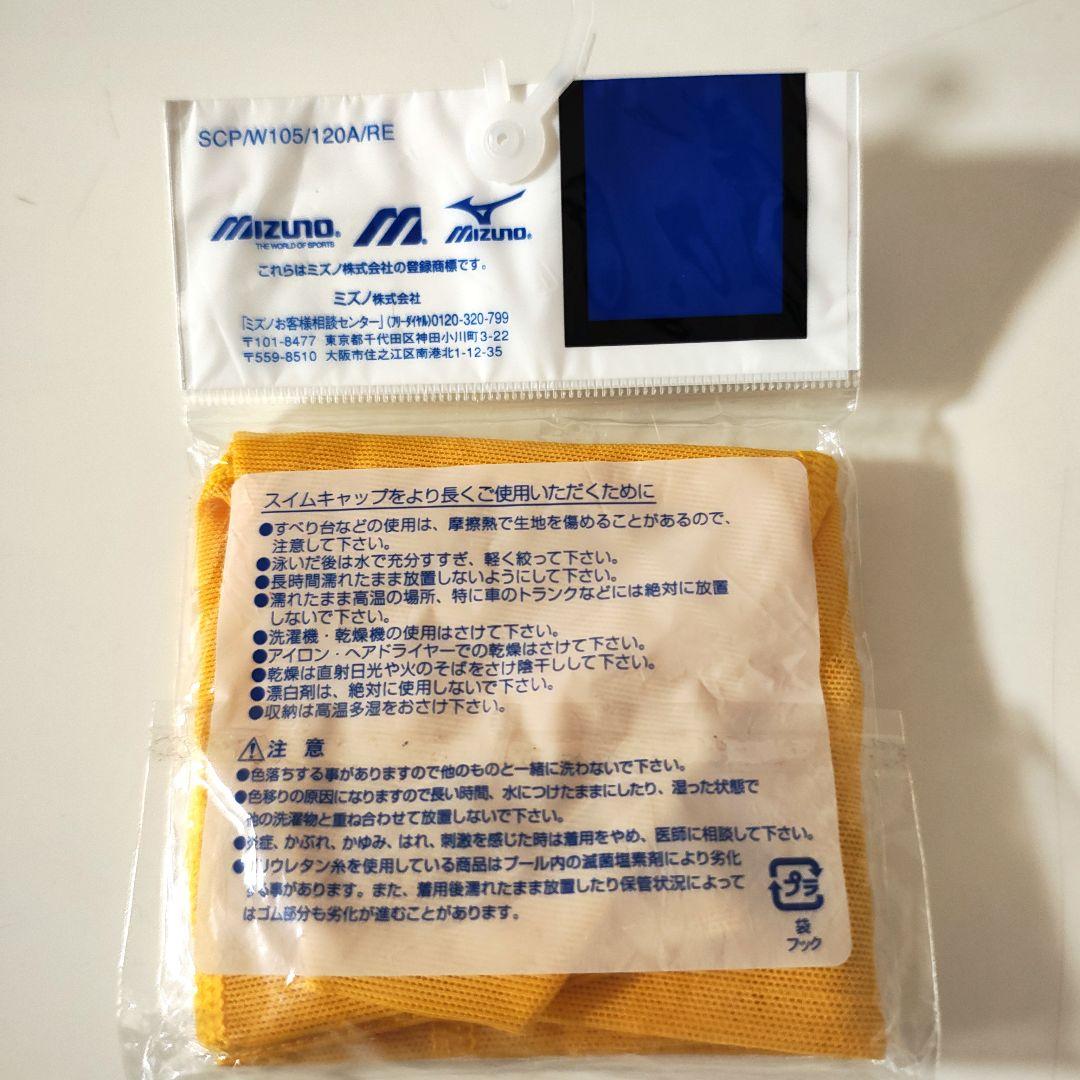 SCP/W105/120A/RE
MIZUNO® M® MIZUNO®
THE WORLD OF SPORTS
これらはミズノ株式会社の登録商標です。
ミズノ株式会社
「ミズノお客様相談センター」(フリーダイヤル)0120-320-799
〒101-8477 東京都千代田区神田小川町3-22
〒559-8510 大阪市住之江区南港北1-12-35
スイムキャップをより長くご使用いただくために
●すべり台などの使用は、摩擦熱で生地を傷めることがあるので、
注意して下さい。
●泳いだ後は水で充分すすぎ、軽く絞って下さい。
●長時間濡れたまま放置しないようにして下さい。
●濡れたまま高温の場所、特に車のトランクなどには絶対に放置
しないで下さい。
●洗濯機・乾燥機の使用はさけて下さい。
●アイロン・ヘアドライヤーでの乾燥はさけて下さい。
●乾燥は直射日光や火のそばをさけ陰干しして下さい。
●漂白剤は、絶対に使用しないで下さい。
●収納は高温多湿をおさけ下さい。
⚠注意
●色落ちする事がありますので他のものと一緒に洗わないで下さい。
●色移りの原因になりますので長い時間、水につけたままにしたり、湿った状態で
他の洗濯物と重ね合わせて放置しないで下さい。
●炎症、かぶれ、かゆみ、はれ、刺激を感じた時は着用をやめ、医師に相談して下さい。
●ポリウレタン糸を使用している商品はプール内の滅菌塩素剤により劣化
する事があります。また、着用後濡れたまま放置したり保管状況によって
はゴム部分も劣化が進むことがあります。
プラ
袋
フック